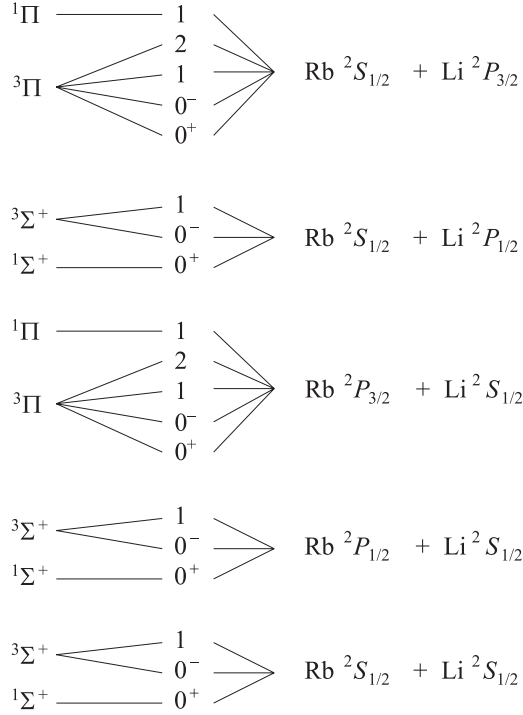 ¹Π 1
2
³Π 1 Rb ²S₁/₂ + Li ²P₃/₂
0⁻
0⁺
³Σ⁺ 1
0⁻ Rb ²S₁/₂ + Li ²P₁/₂
¹Σ⁺ 0⁺
¹Π 1
2
³Π 1 Rb ²P₃/₂ + Li ²S₁/₂
0⁻
0⁺
³Σ⁺ 1
0⁻ Rb ²P₁/₂ + Li ²S₁/₂
¹Σ⁺ 0⁺
³Σ⁺ 1
0⁻ Rb ²S₁/₂ + Li ²S₁/₂
¹Σ⁺ 0⁺